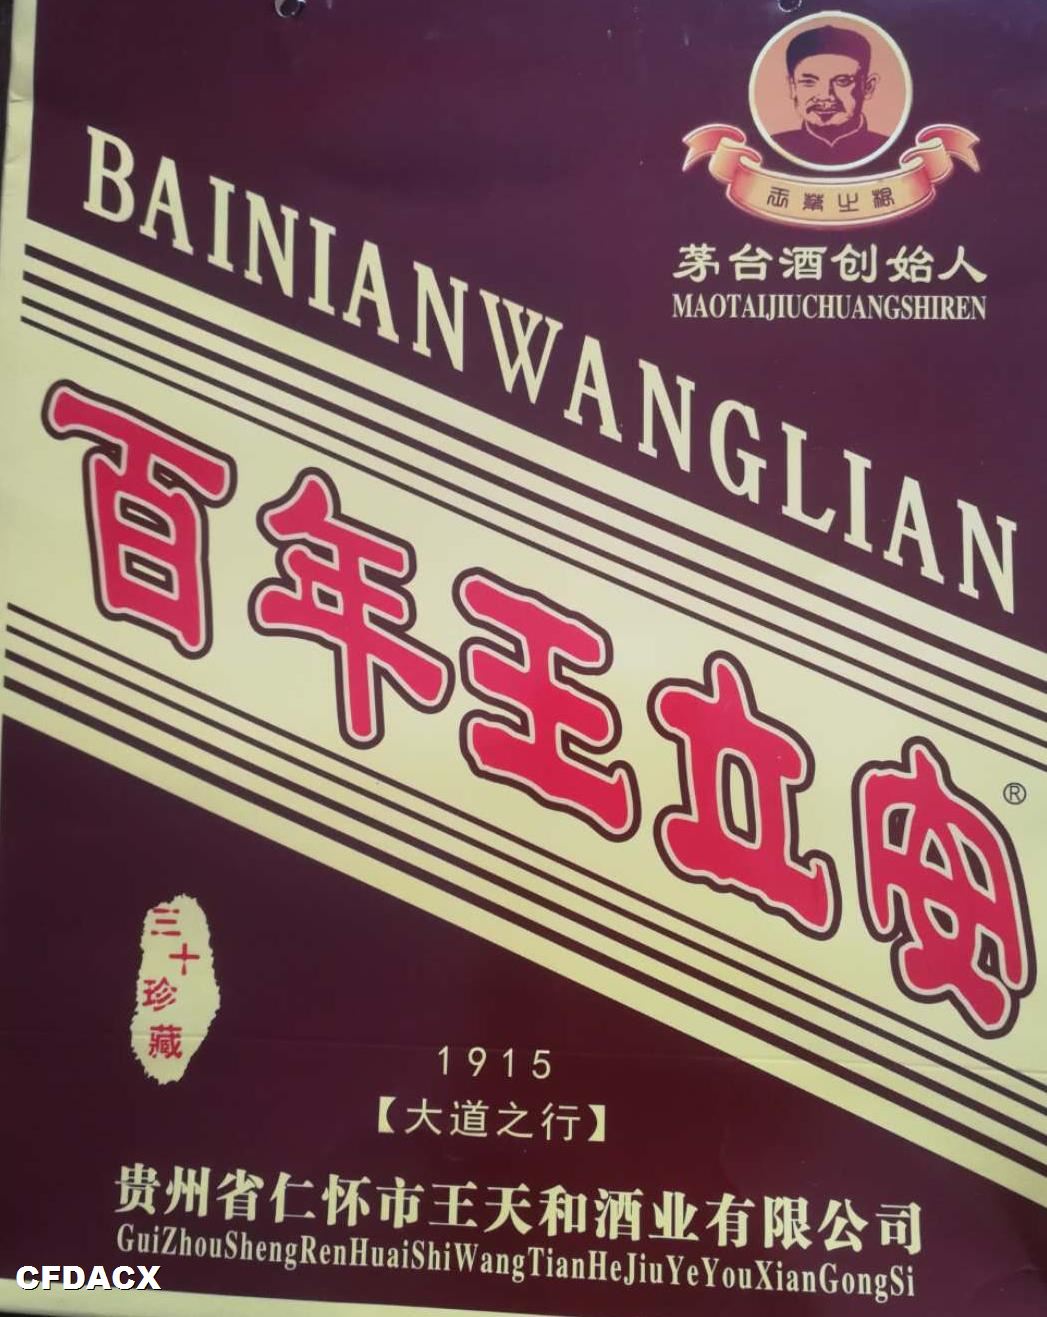 茅台酒创始人
MAOTAIJIUCHUANGSHIREN
BAINIANWANGLIAN
百年王立安®
三十珍藏
1915
【大道之行】
贵州省仁怀市王天和酒业有限公司
GuiZhouShengRenHuaiShiWangTianHeJiuYeYouXianGongSi
CFDACX